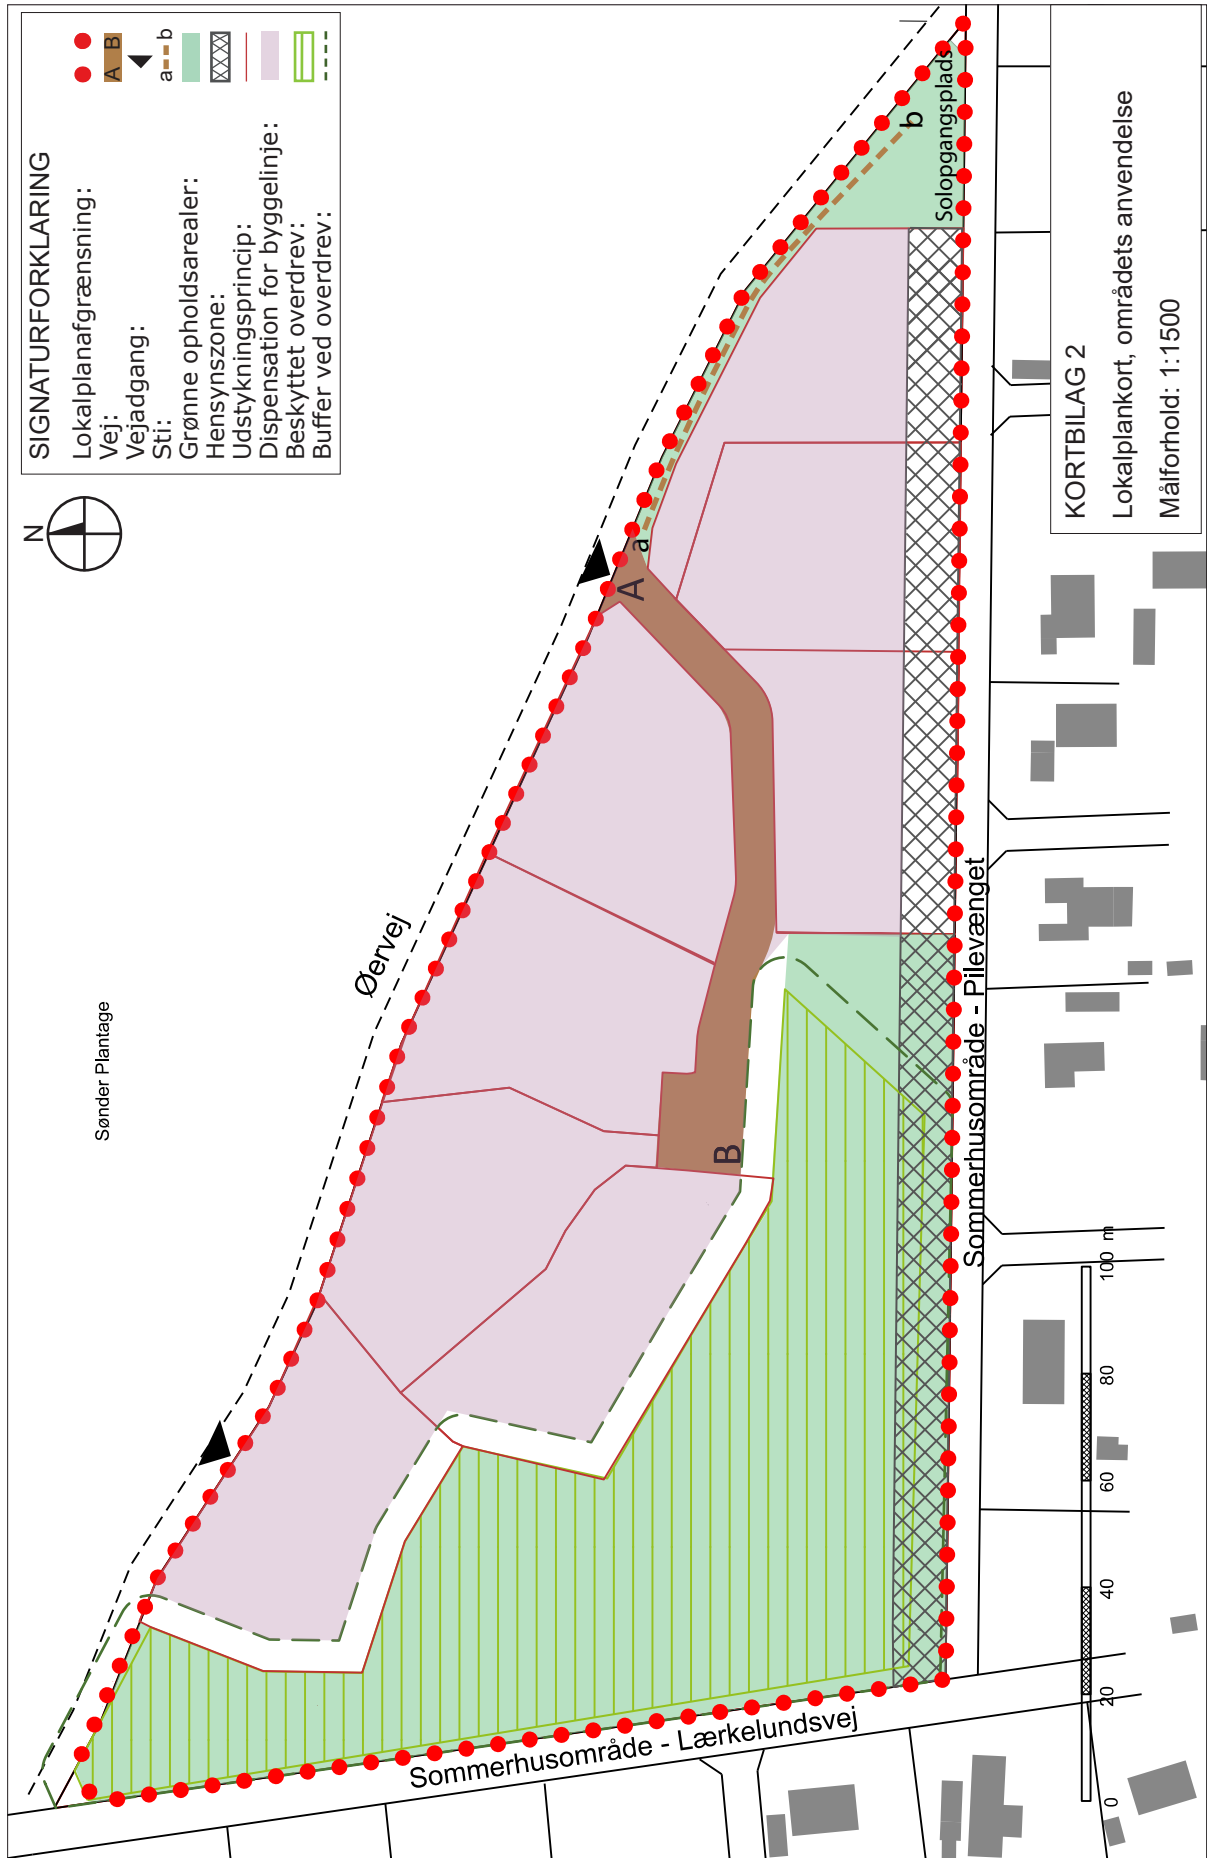 SIGNATURFORKLARING
Lokalplanafgrænsning:
Vej: A B
Vejadgang:
Sti: a b
Grønne opholdsarealer:
Hensynszone:
Udstykningsprincip:
Dispensation for byggelinje:
Beskyttet overdrev:
Buffer ved overdrev:
N
Sønder Plantage
Øervej
A
a
B
b
Solopgangsplads
Sommerhusområde - Pilevænget
Sommerhusområde - Lærkelundsvej
0 20 40 60 80 100 m
KORTBILAG 2
Lokalplankort, områdets anvendelse
Målforhold: 1:1500